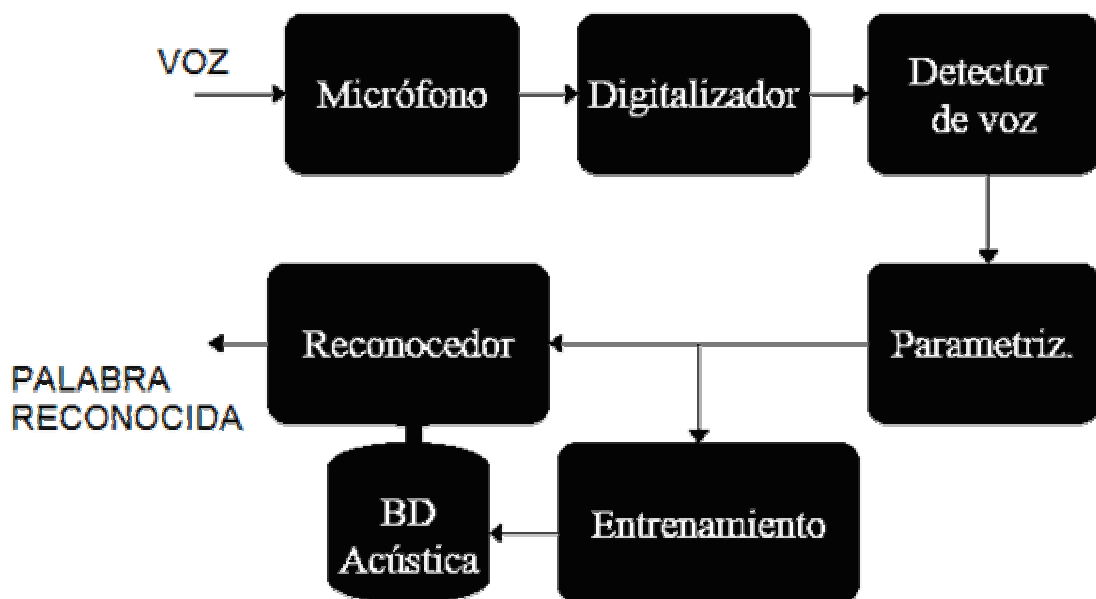 VOZ
Micrófono
Digitalizador
Detector
de voz
Reconocedor
Parametriz.
PALABRA
RECONOCIDA
BD
Acústica
Entrenamiento